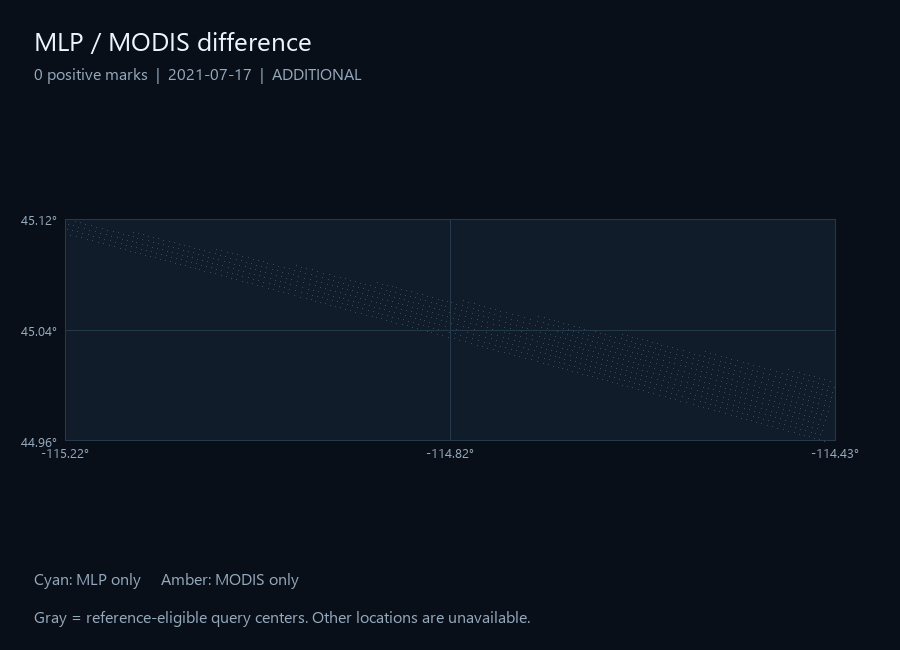 MLP / MODIS difference
0 positive marks | 2021-07-17 | ADDITIONAL
45.12°
45.04°
44.96°
-115.22° -114.82° -114.43°
Cyan: MLP only Amber: MODIS only
Gray = reference-eligible query centers. Other locations are unavailable.